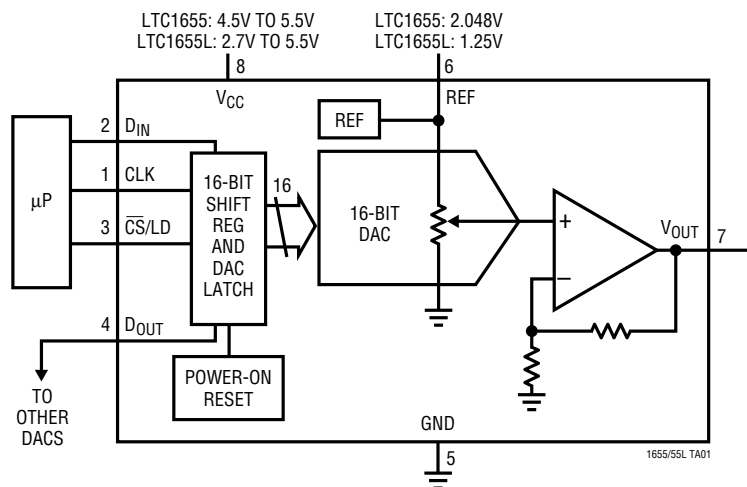 LTC1655: 4.5V TO 5.5V
LTC1655L: 2.7V TO 5.5V
LTC1655: 2.048V
LTC1655L: 1.25V
8
6
VCC
REF
REF
2
DIN
1
CLK
3
CS/LD
4
DOUT
µP
16-BIT
SHIFT
REG
AND
DAC
LATCH
16
16-BIT
DAC
+
−
VOUT
7
POWER-ON
RESET
TO
OTHER
DACS
GND
5
1655/55L TA01